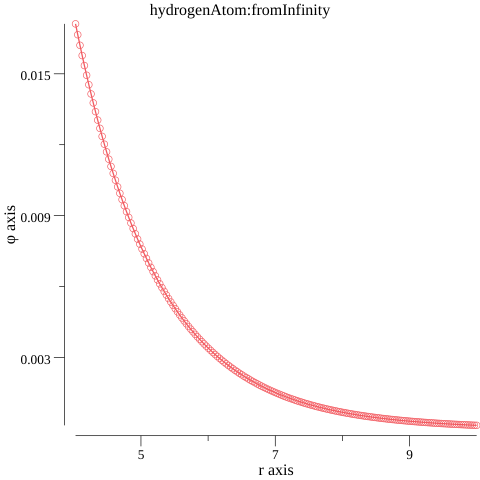 hydrogenAtom:fromInfinity
0.015
0.009
0.003
φ axis
5
7
9
r axis